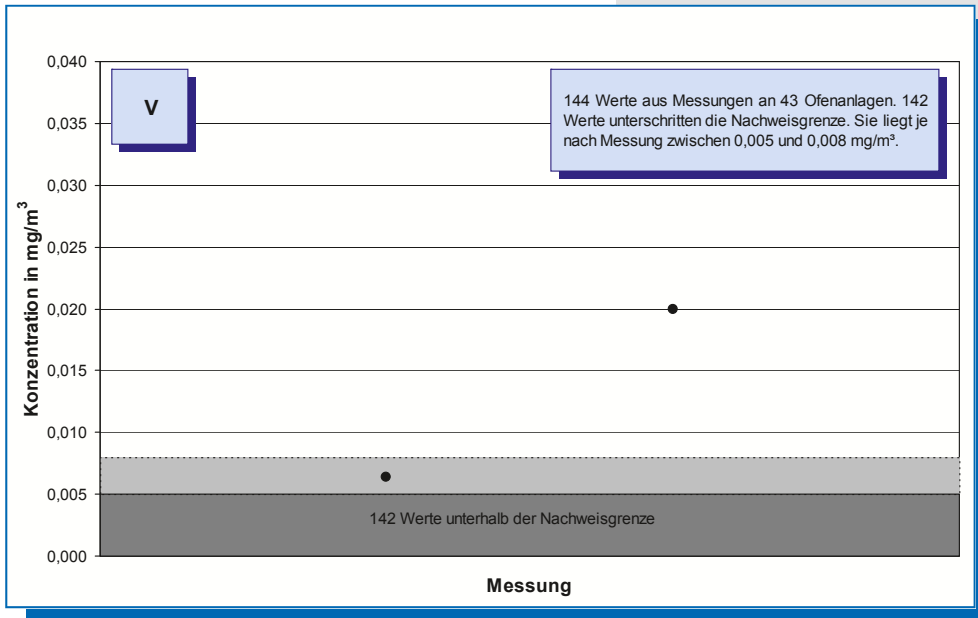 V
144 Werte aus Messungen an 43 Ofenanlagen. 142
Werte unterschritten die Nachweisgrenze. Sie liegt je
nach Messung zwischen 0,005 und 0,008 mg/m³.
Konzentration in mg/m³
0,040
0,035
0,030
0,025
0,020
0,015
0,010
0,005
0,000
142 Werte unterhalb der Nachweisgrenze
Messung